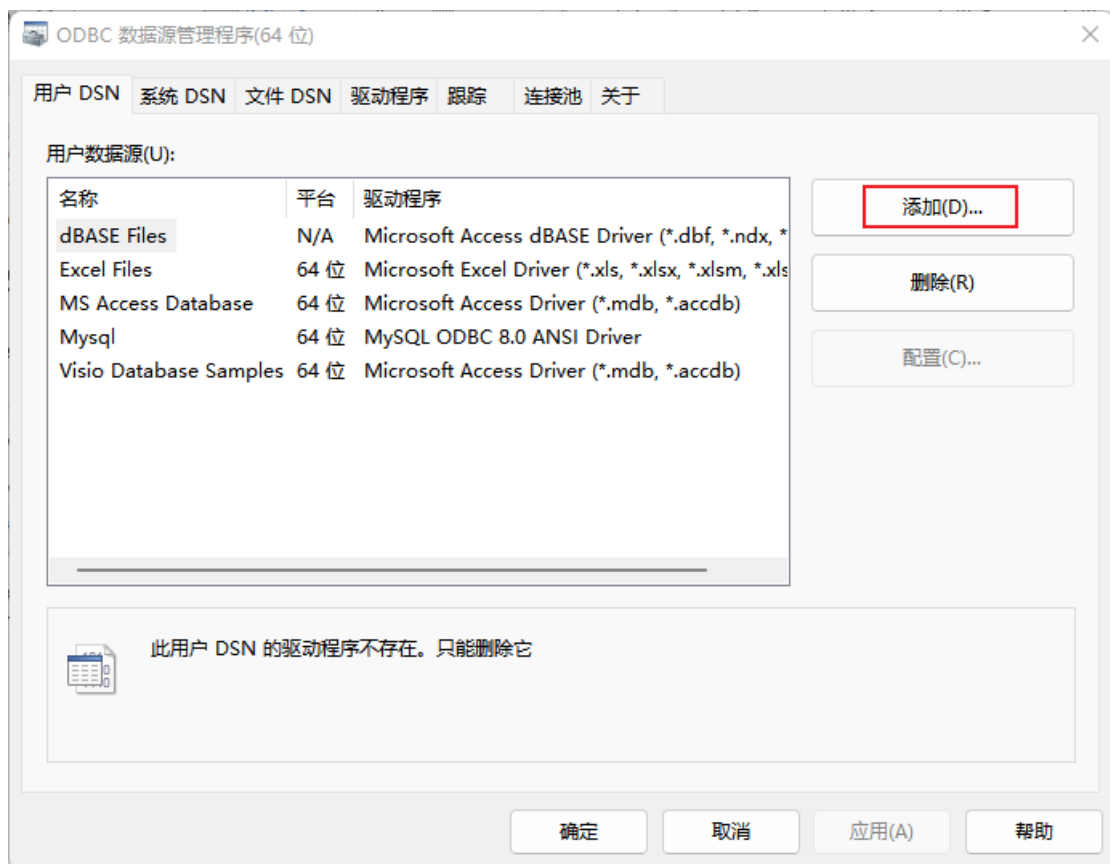 ODBC 数据源管理程序(64 位)
用户 DSN 系统 DSN 文件 DSN 驱动程序 跟踪 连接池 关于
用户数据源(U):
名称 平台 驱动程序
添加(D)...
dBASE Files N/A Microsoft Access dBASE Driver (*.dbf, *.ndx, *
Excel Files 64 位 Microsoft Excel Driver (*.xls, *.xlsx, *.xlsm, *.xls
删除(R)
MS Access Database 64 位 Microsoft Access Driver (*.mdb, *.accdb)
Mysql 64 位 MySQL ODBC 8.0 ANSI Driver
配置(C)...
Visio Database Samples 64 位 Microsoft Access Driver (*.mdb, *.accdb)
此用户 DSN 的驱动程序不存在。只能删除它
确定 取消 应用(A) 帮助